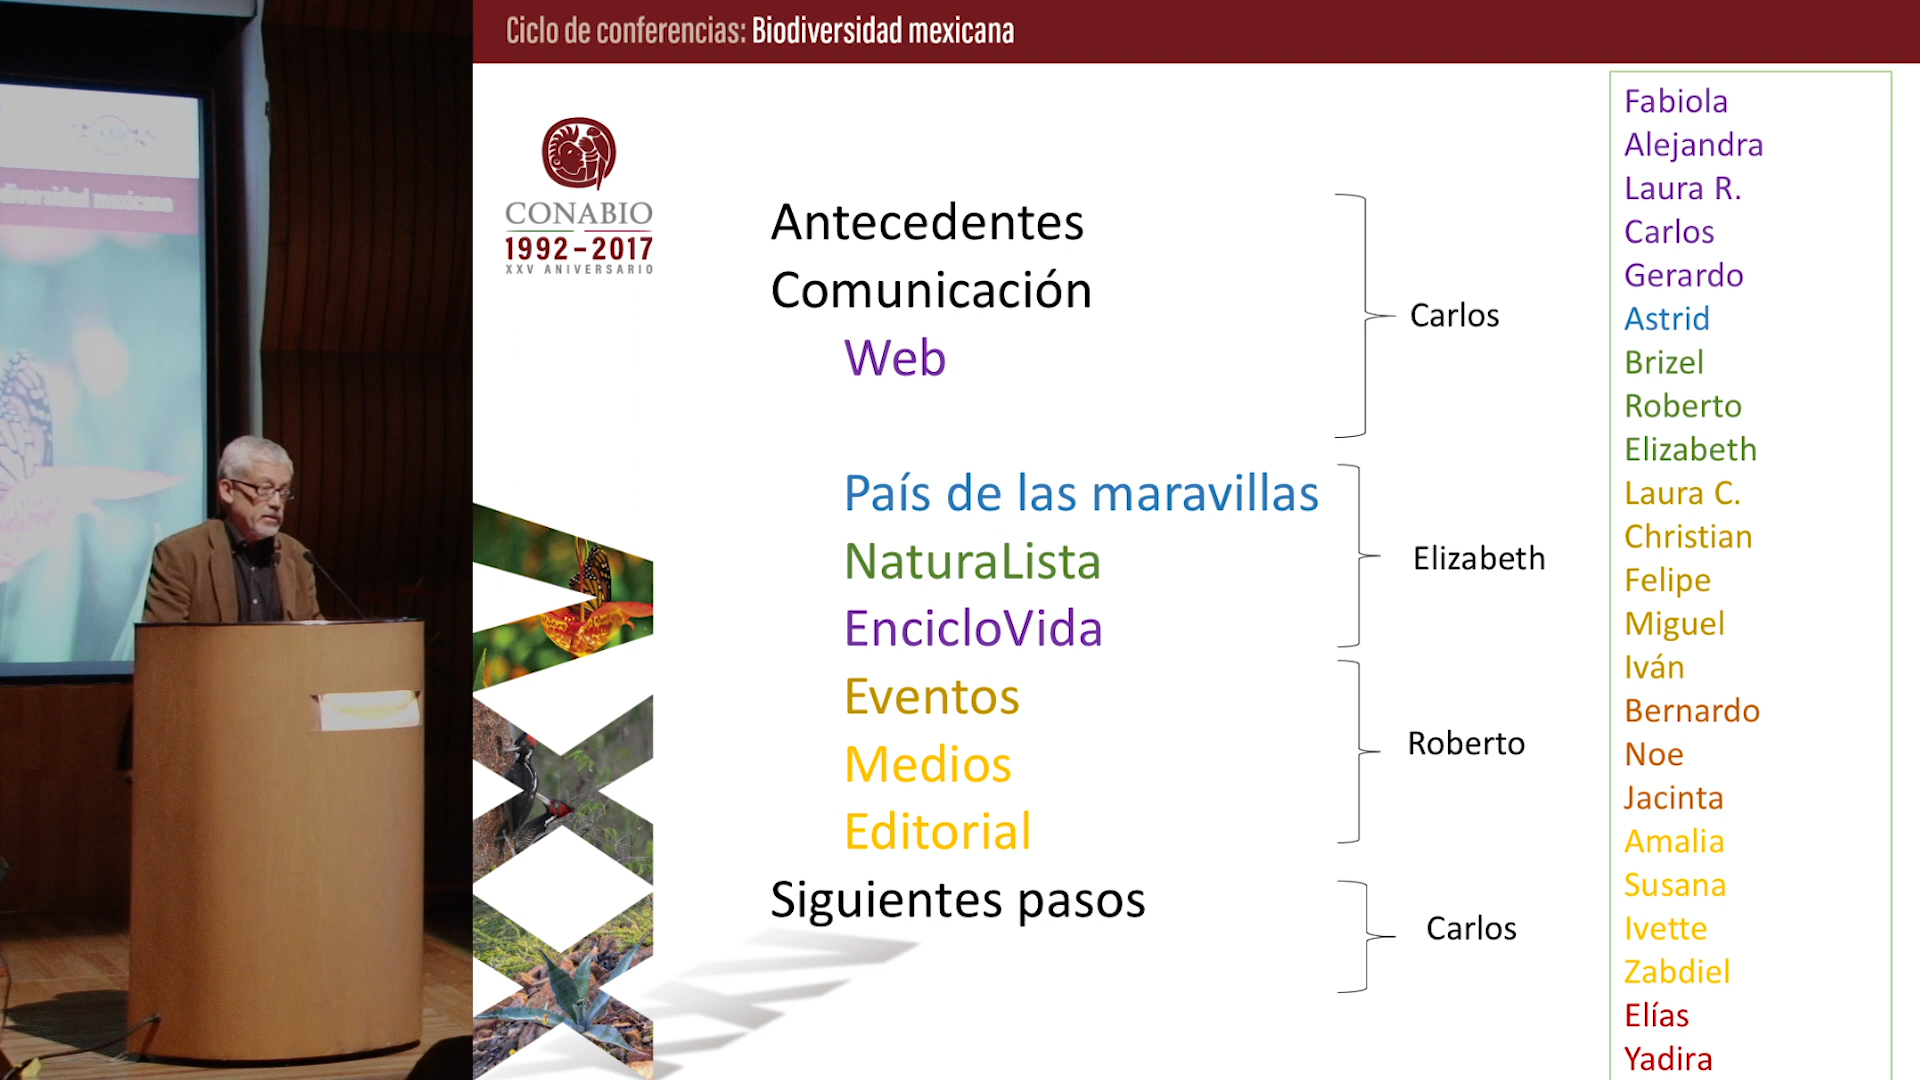 Ciclo de conferencias: Biodiversidad mexicana
diversidad mexicana
CONABIO
1992-2017
XXV ANIVERSARIO
Antecedentes
Comunicación
Web
Carlos
País de las maravillas
NaturaLista
EncicloVida
Elizabeth
Eventos
Medios
Editorial
Roberto
Siguientes pasos
Carlos
Fabiola
Alejandra
Laura R.
Carlos
Gerardo
Astrid
Brizel
Roberto
Elizabeth
Laura C.
Christian
Felipe
Miguel
Iván
Bernardo
Noe
Jacinta
Amalia
Susana
Ivette
Zabdiel
Elías
Yadira